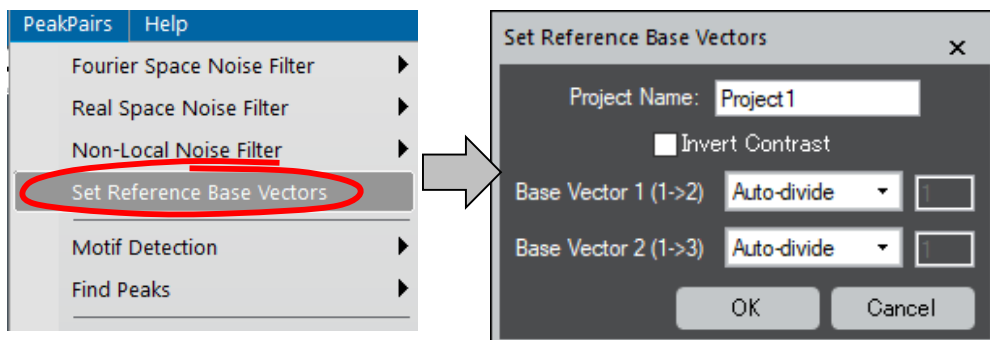 PeakPairs Help
Fourier Space Noise Filter
Real Space Noise Filter
Non-Local Noise Filter
Set Reference Base Vectors
Motif Detection
Find Peaks
Set Reference Base Vectors
Project Name: Project1
Invert Contrast
Base Vector 1 (1->2) Auto-divide 1
Base Vector 2 (1->3) Auto-divide 1
OK Cancel